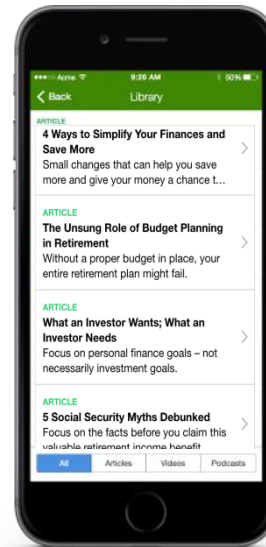 Acme 9:26 AM 50%
Back Library
ARTICLE
4 Ways to Simplify Your Finances and
Save More
Small changes that can help you save
more and give your money a chance t...
ARTICLE
The Unsung Role of Budget Planning
in Retirement
Without a proper budget in place, your
entire retirement plan might fail.
ARTICLE
What an Investor Wants; What an
Investor Needs
Focus on personal finance goals – not
necessarily investment goals.
ARTICLE
5 Social Security Myths Debunked
Focus on the facts before you claim this
valuable retirement income benefit
All Articles Videos Podcasts